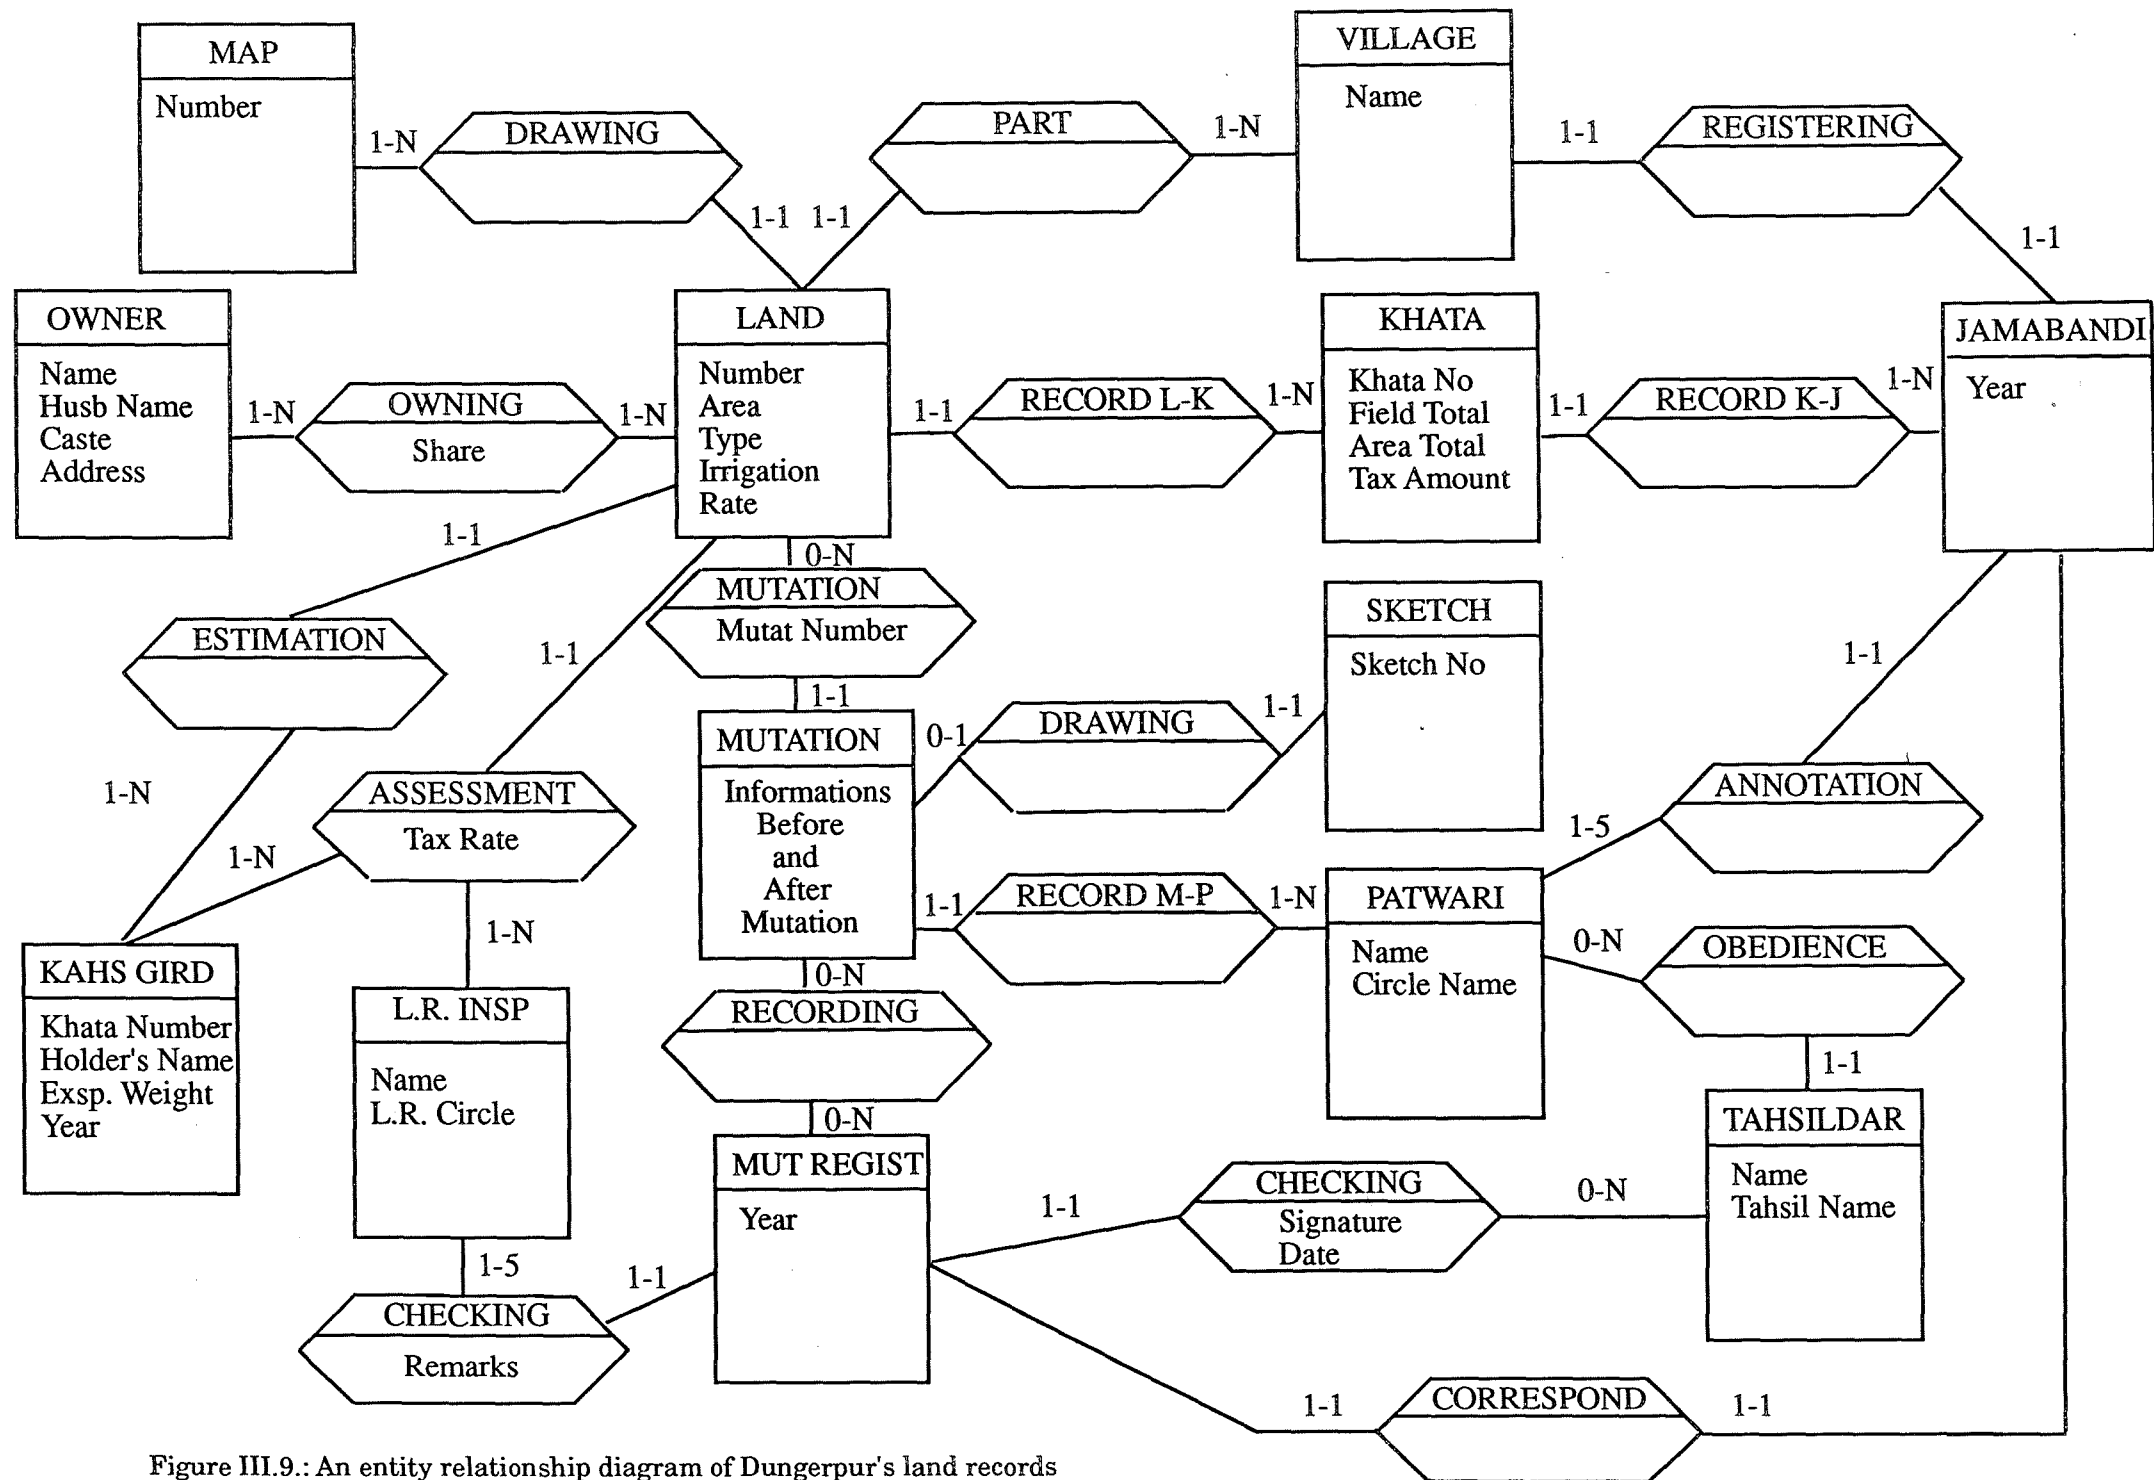 MAP
Number
1-N
DRAWING
1-1
1-1
PART
1-N
VILLAGE
Name
1-1
REGISTERING
1-1
OWNER
Name
Husb Name
Caste
Address
1-N
OWNING
Share
1-N
LAND
Number
Area
Type
Irrigation
Rate
1-1
RECORD L-K
1-N
KHATA
Khata No
Field Total
Area Total
Tax Amount
1-1
RECORD K-J
1-N
JAMABANDI
Year
1-1
ESTIMATION
1-N
1-1
ASSESSMENT
Tax Rate
1-N
1-N
0-N
MUTATION
Mutat Number
1-1
MUTATION
Informations
Before
and
After
Mutation
0-1
DRAWING
1-1
SKETCH
Sketch No
1-1
RECORD M-P
1-N
PATWARI
Name
Circle Name
1-5
ANNOTATION
1-1
0-N
OBEDIENCE
1-1
KAHS GIRD
Khata Number
Holder's Name
Exsp. Weight
Year
L.R. INSP
Name
L.R. Circle
0-N
RECORDING
0-N
MUT REGIST
Year
1-1
CHECKING
Signature
Date
0-N
TAHSILDAR
Name
Tahsil Name
1-5
CHECKING
Remarks
1-1
1-1
CORRESPOND
1-1
Figure III.9.: An entity relationship diagram of Dungerpur's land records